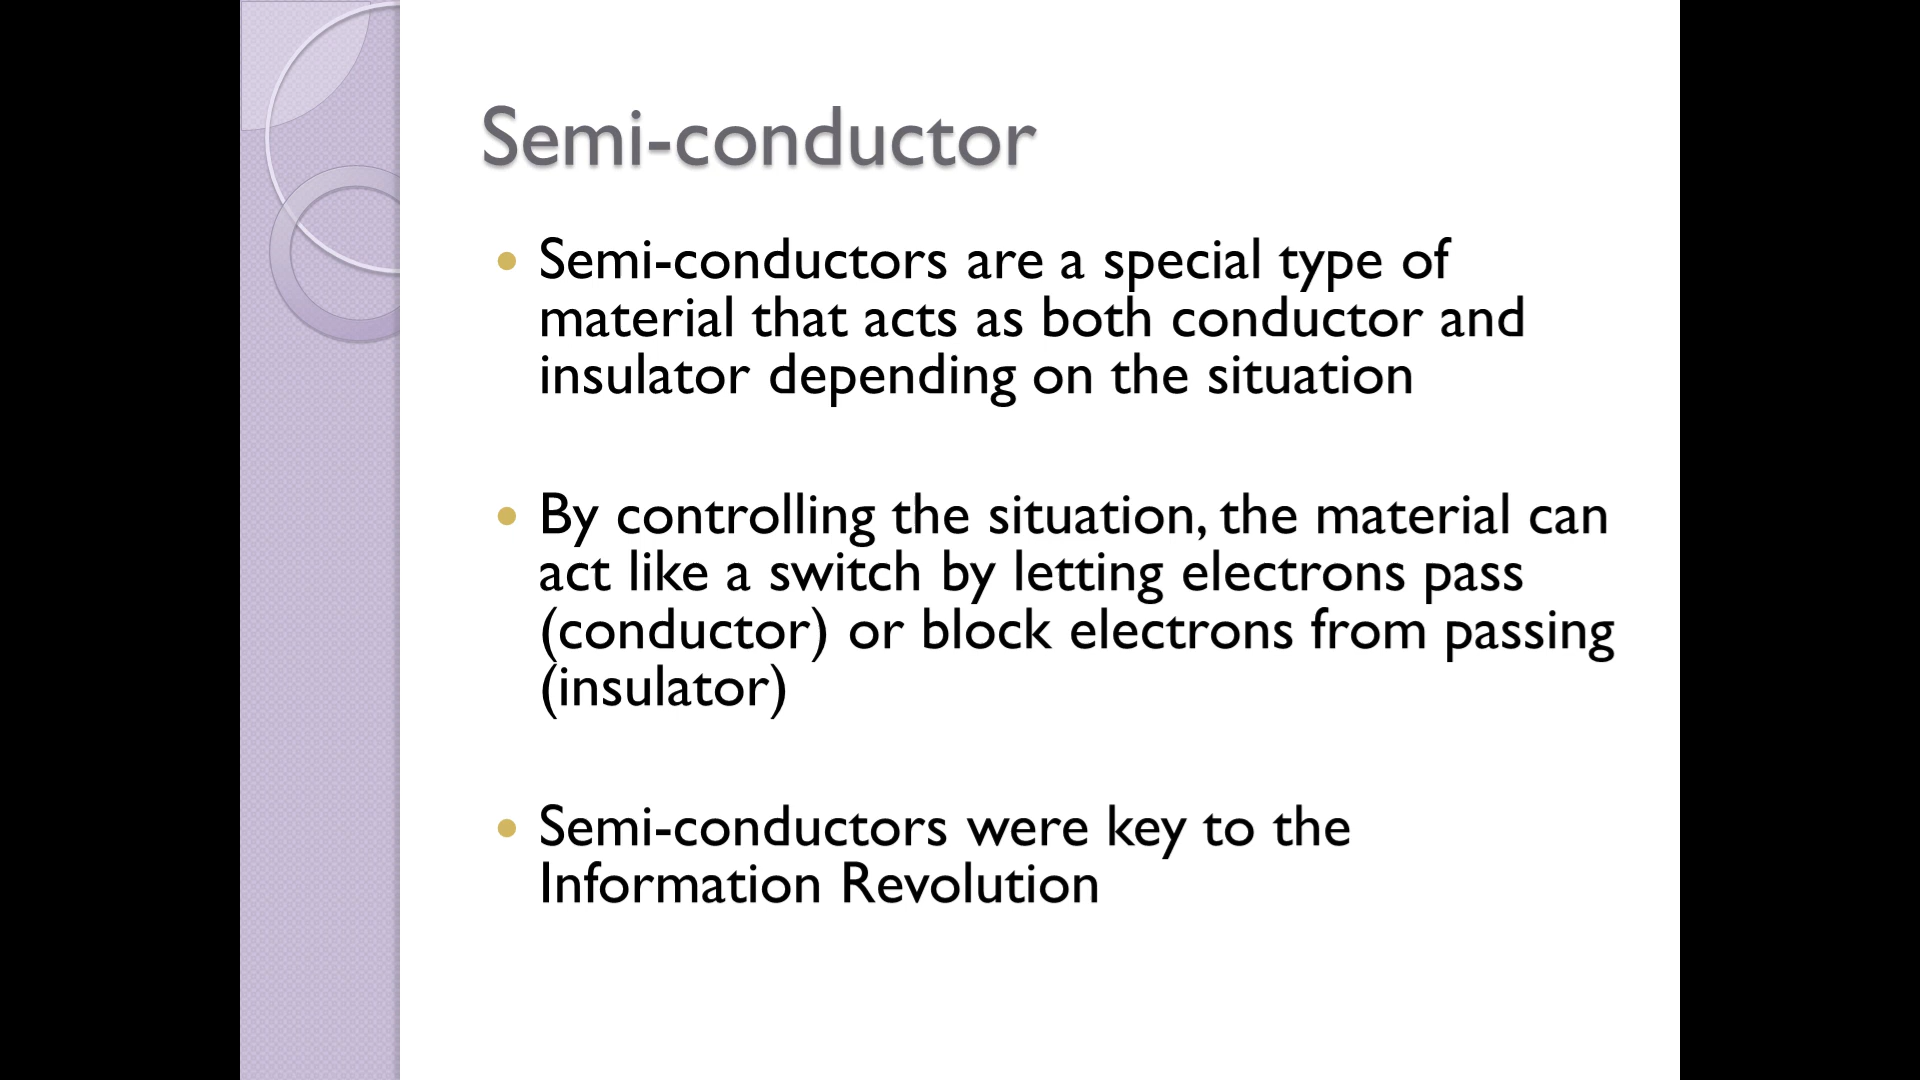 Semi-conductor
• Semi-conductors are a special type of
material that acts as both conductor and
insulator depending on the situation
• By controlling the situation, the material can
act like a switch by letting electrons pass
(conductor) or block electrons from passing
(insulator)
• Semi-conductors were key to the
Information Revolution